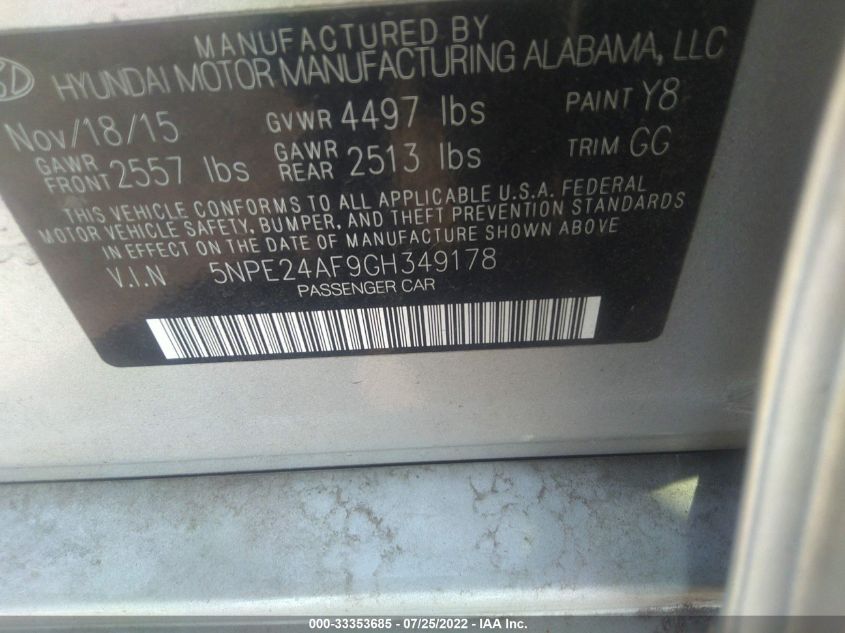 MANUFACTURED BY
HYUNDAI MOTOR MANUFACTURING ALABAMA, LLC
Nov/18/15 GVWR 4497 lbs PAINT Y8
GAWR FRONT 2557 lbs GAWR REAR 2513 lbs TRIM GG
THIS VEHICLE CONFORMS TO ALL APPLICABLE U.S.A. FEDERAL
MOTOR VEHICLE SAFETY, BUMPER, AND THEFT PREVENTION STANDARDS
IN EFFECT ON THE DATE OF MANUFACTURE SHOWN ABOVE.
V.I.N 5NPE24AF9GH349178
PASSENGER CAR
000-33353685 - 07/25/2022 - IAA Inc.